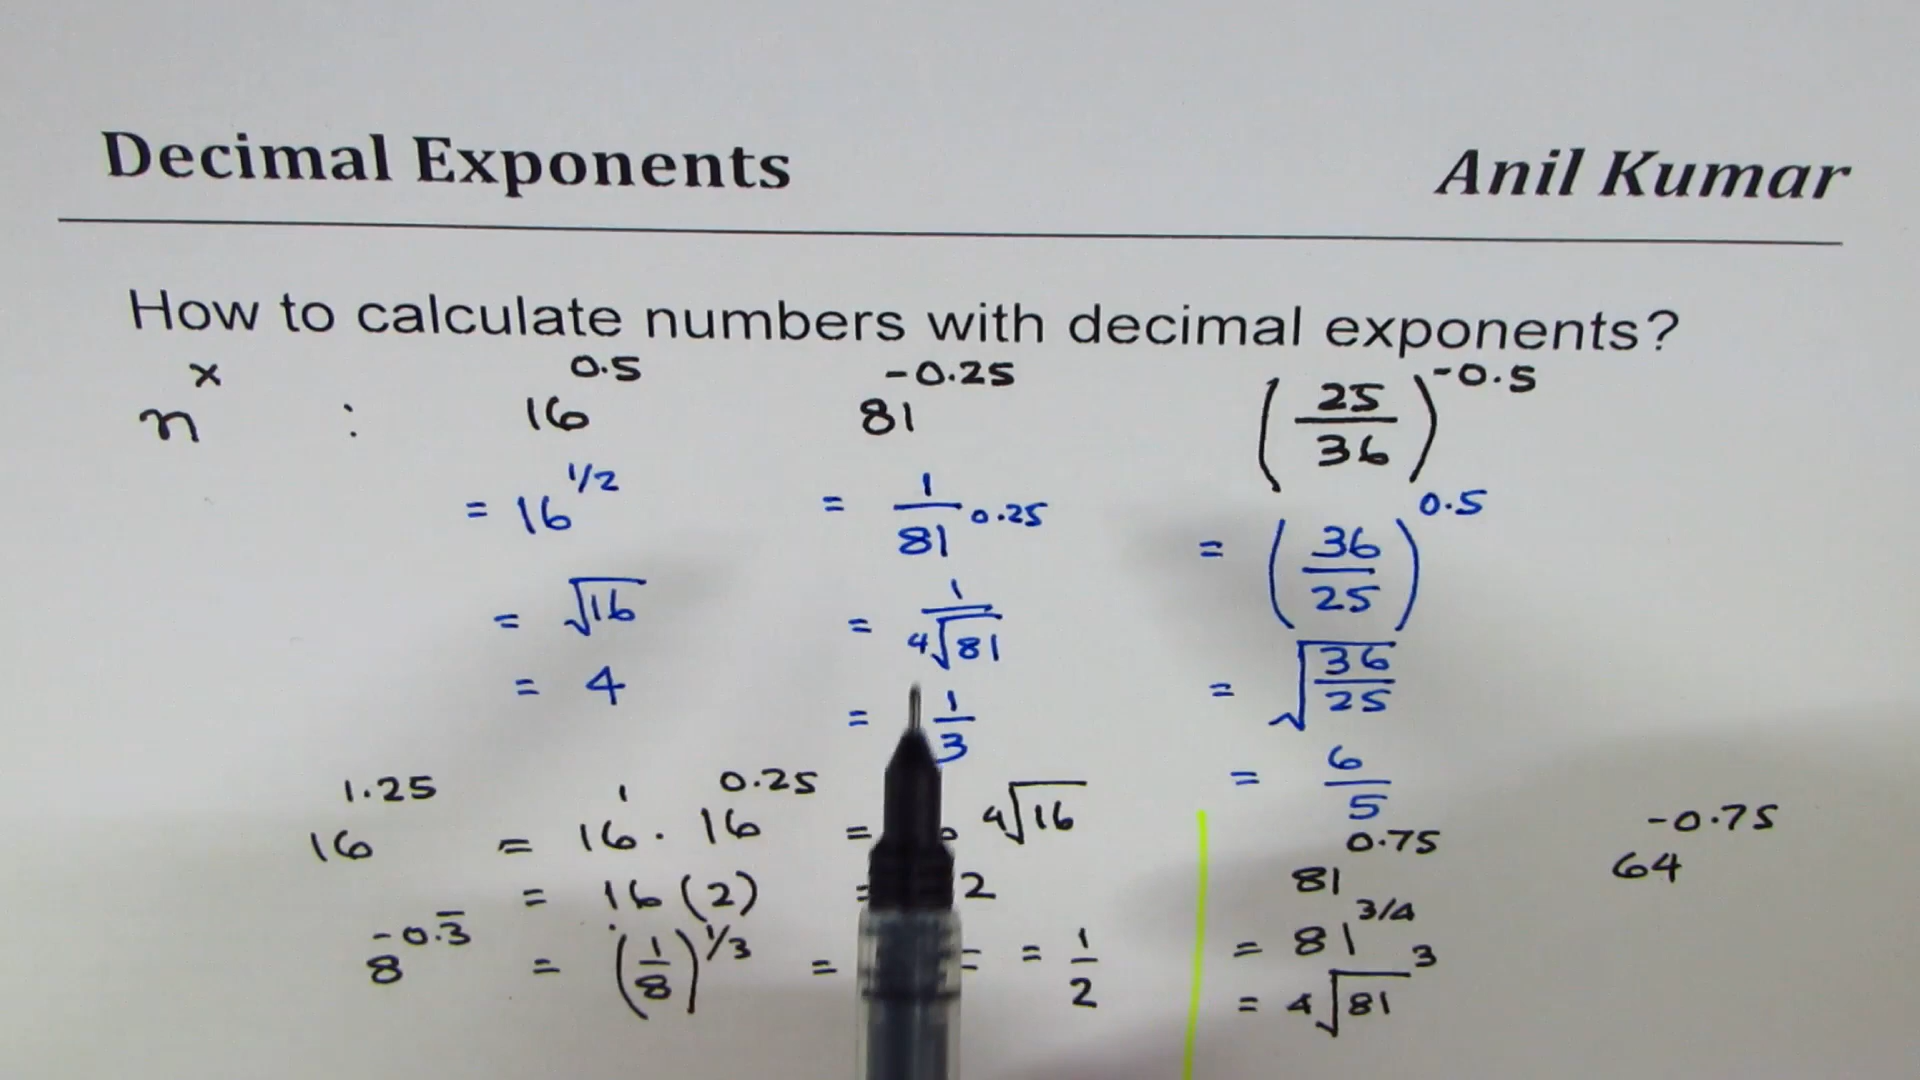 Decimal Exponents
Anil Kumar
How to calculate numbers with decimal exponents?
n^x : 16^0.5 81^-0.25 (25/36)^-0.5
= 16^1/2 = 1/81^0.25 = (36/25)^0.5
= √16 = 1/⁴√81 = √36/25
= 4 = 1/3 = 6/5
16^1.25 = 16^1 · 16^0.25 = ⁴√16
= 16(2) = 2
8^-0.3̅ = (1/8)^1/3 = = 1/2
81^0.75 64^-0.75
= 81^3/4
= ⁴√81^3